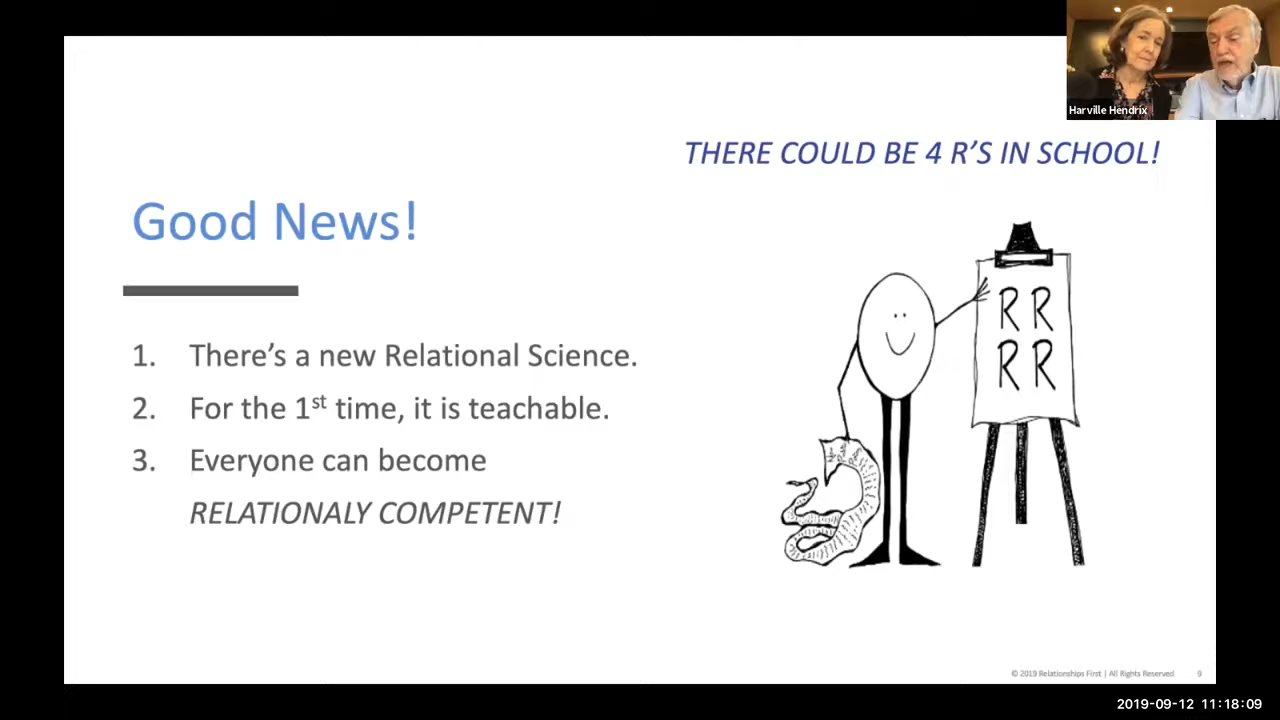 Harville Hendrix
THERE COULD BE 4 R'S IN SCHOOL!
Good News!
1. There's a new Relational Science.
2. For the 1st time, it is teachable.
3. Everyone can become
RELATIONALY COMPETENT!
R R
R R
© 2019 Relationships First | All Rights Reserved 9
2019-09-12 11:18:09